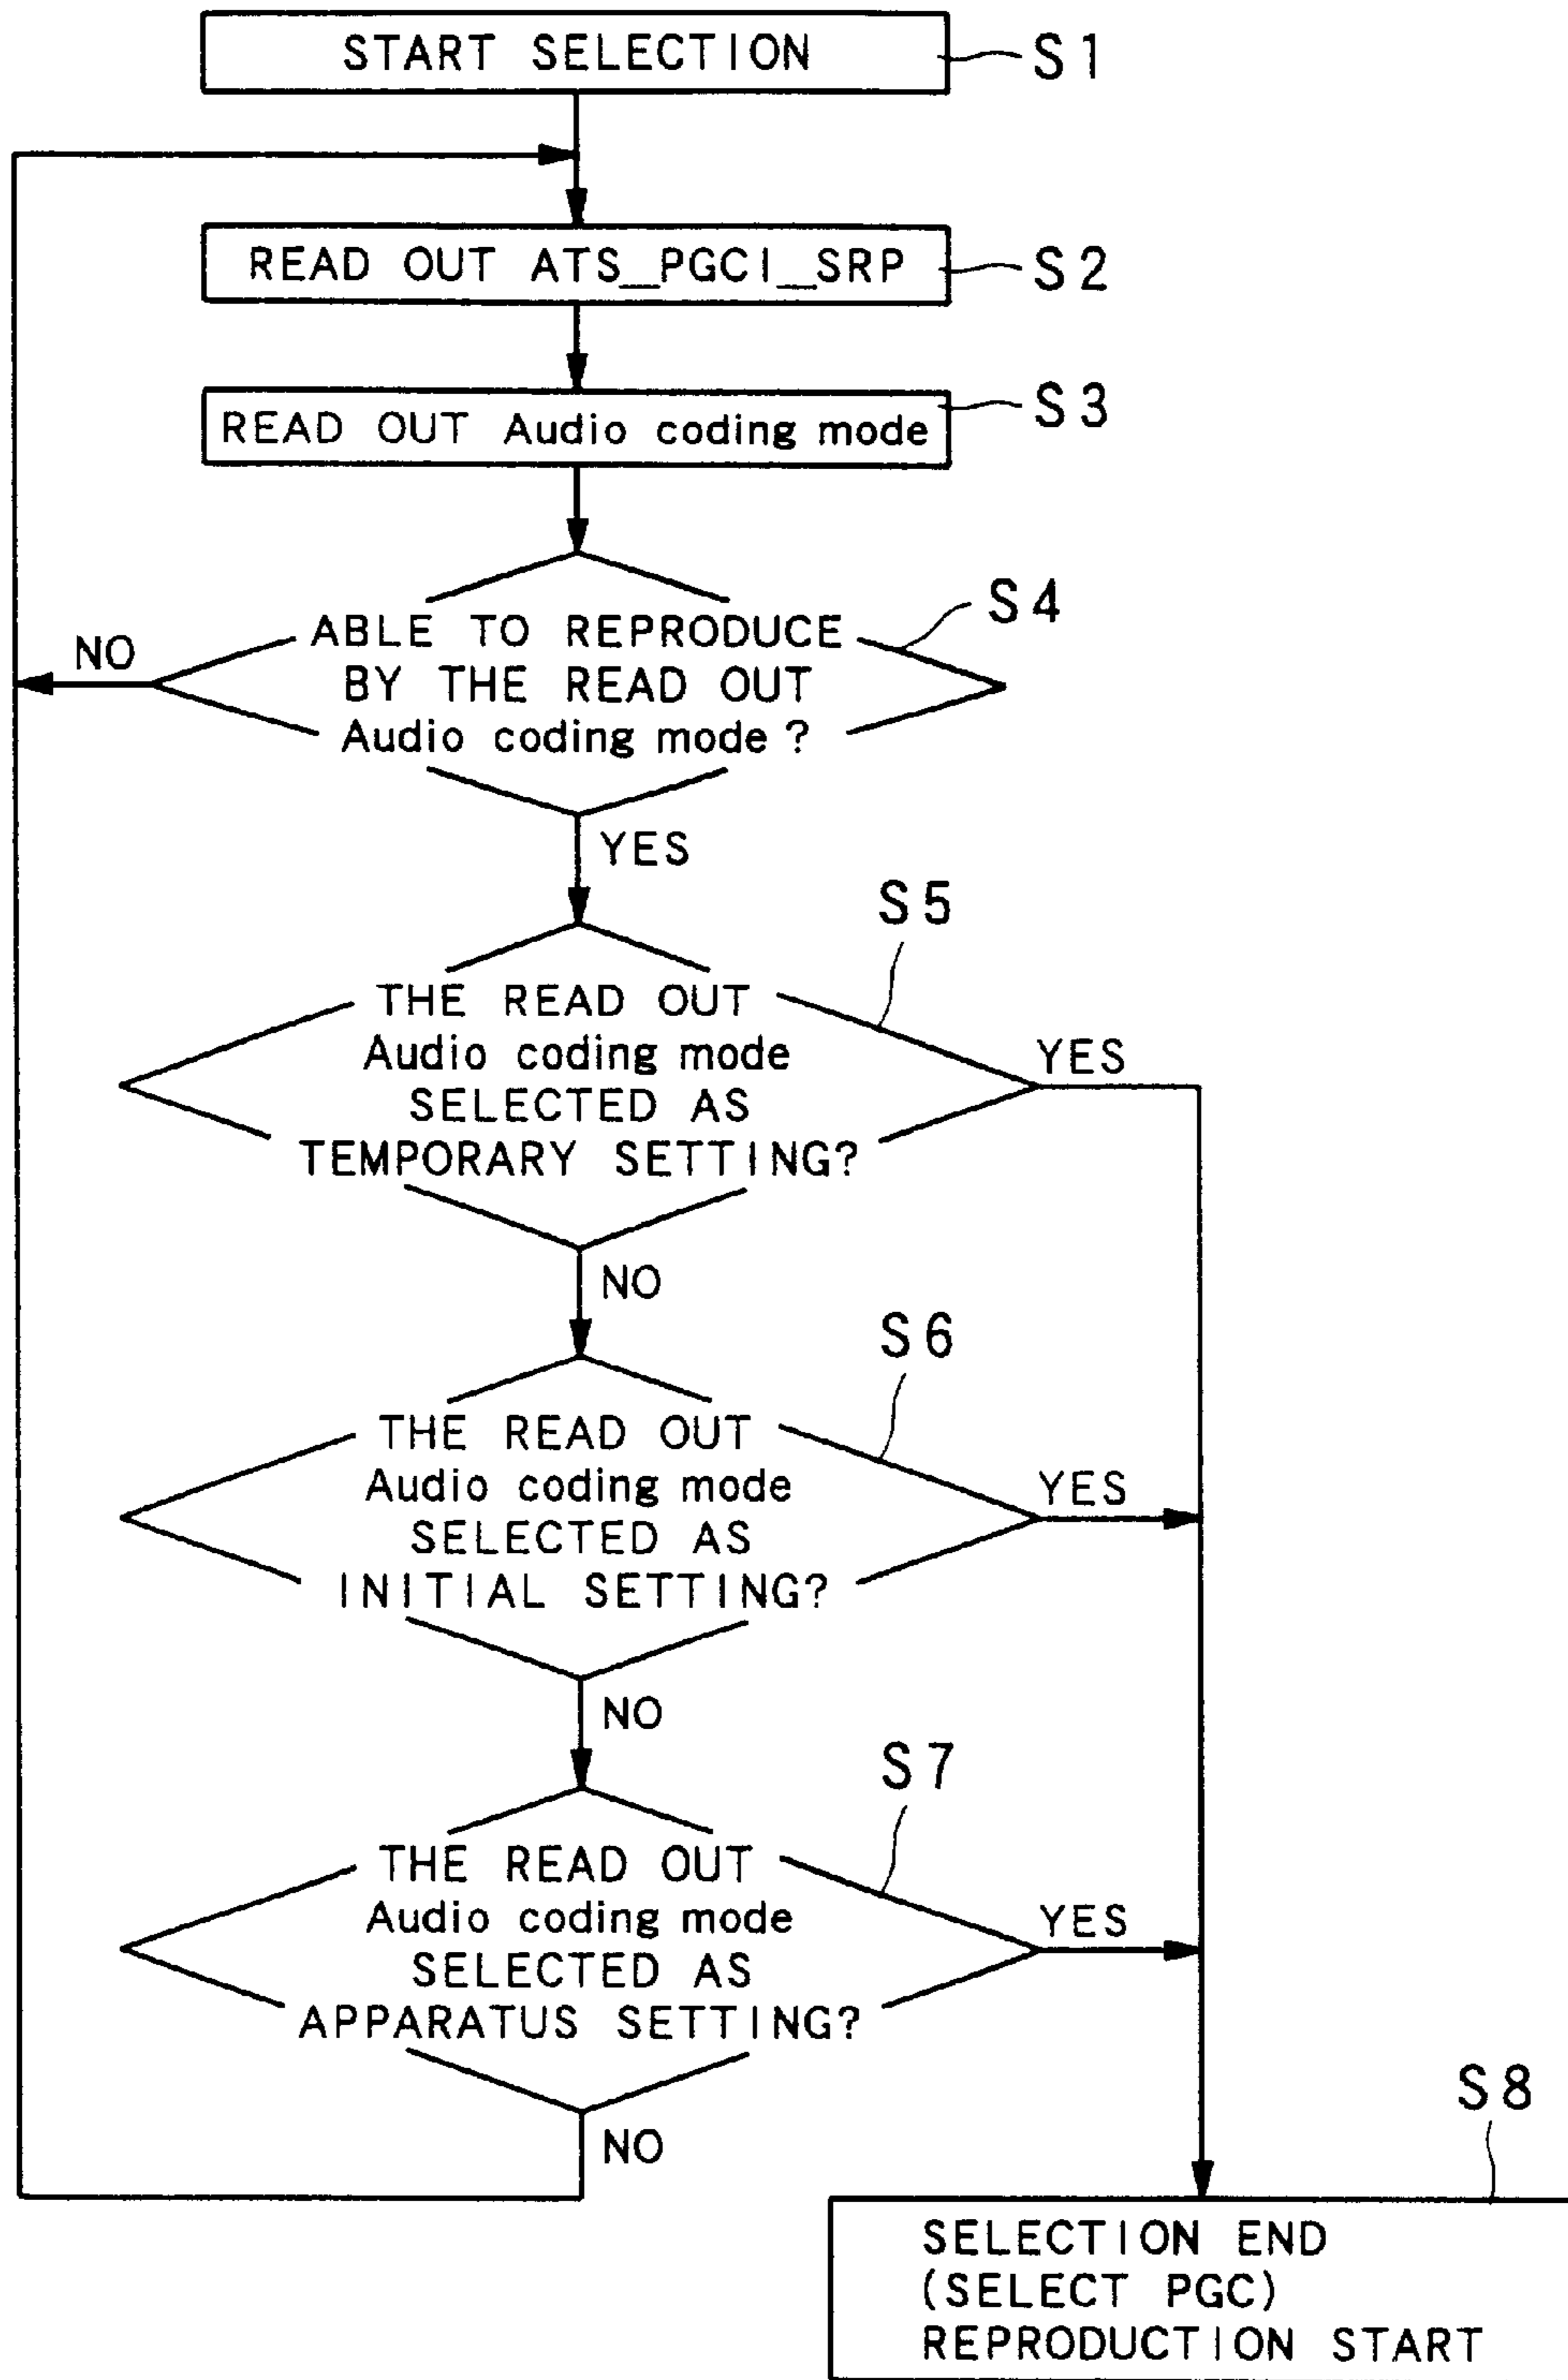 START SELECTION
S1
READ OUT ATS__PGCI__SRP
S2
READ OUT Audio coding mode
S3
ABLE TO REPRODUCE
BY THE READ OUT
Audio coding mode?
S4
NO
YES
THE READ OUT
Audio coding mode
SELECTED AS
TEMPORARY SETTING?
S5
YES
NO
THE READ OUT
Audio coding mode
SELECTED AS
INITIAL SETTING?
S6
YES
NO
THE READ OUT
Audio coding mode
SELECTED AS
APPARATUS SETTING?
S7
YES
NO
S8
SELECTION END
(SELECT PGC)
REPRODUCTION START